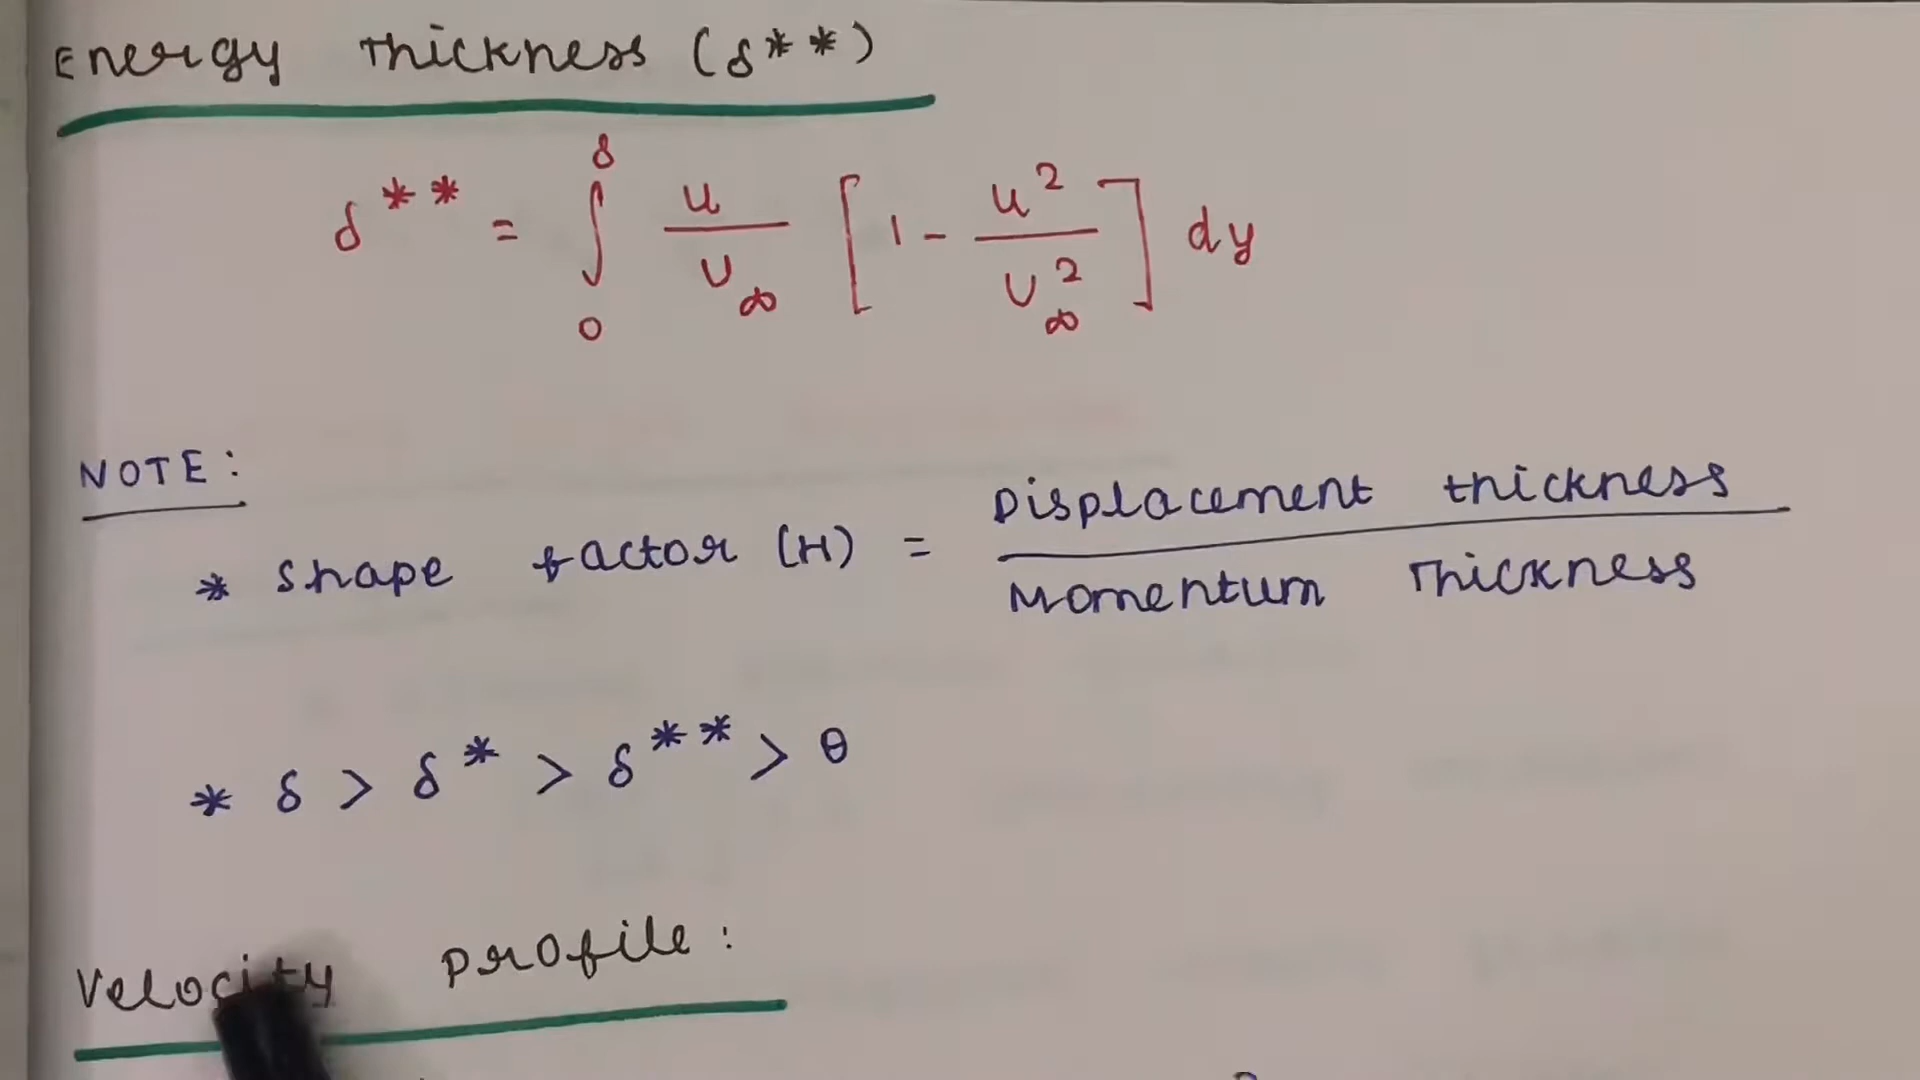 Energy Thickness (δ**)
δ** = ∫₀^δ u/U∞ [1 - u²/U∞²] dy
NOTE:
* Shape factor (H) = Displacement thickness / Momentum Thickness
* δ > δ* > δ** > θ
Velocity profile: